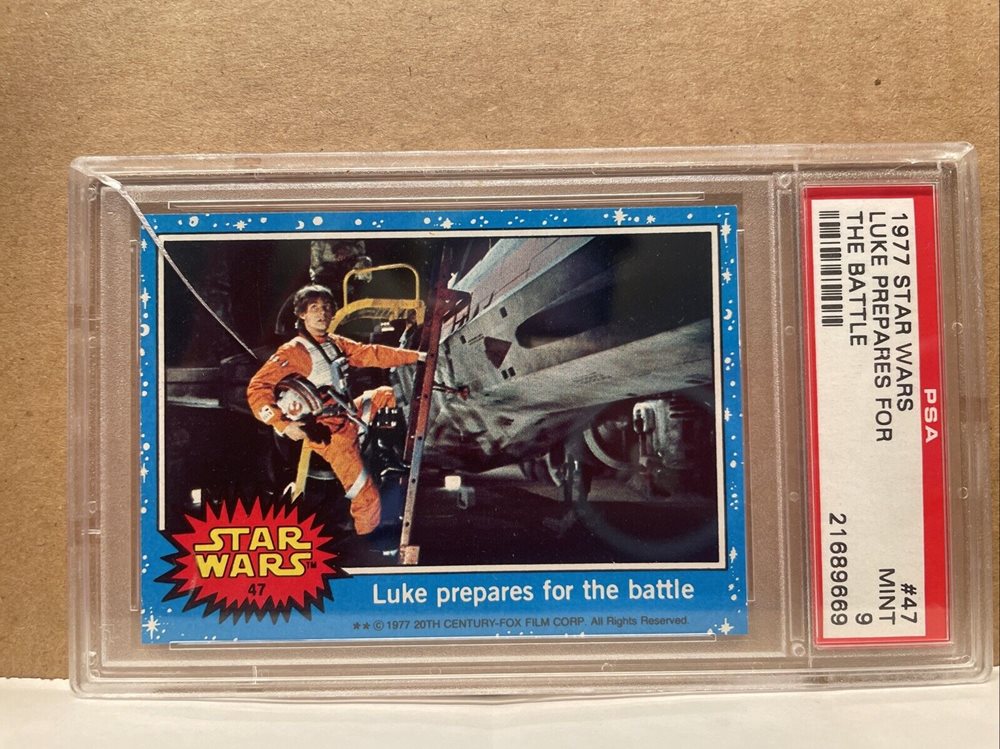 STAR
WARS™
47
Luke prepares for the battle
★★ © 1977 20TH CENTURY-FOX FILM CORP. All Rights Reserved.
PSA
1977 STAR WARS #47
LUKE PREPARES FOR MINT
THE BATTLE 9
21689669